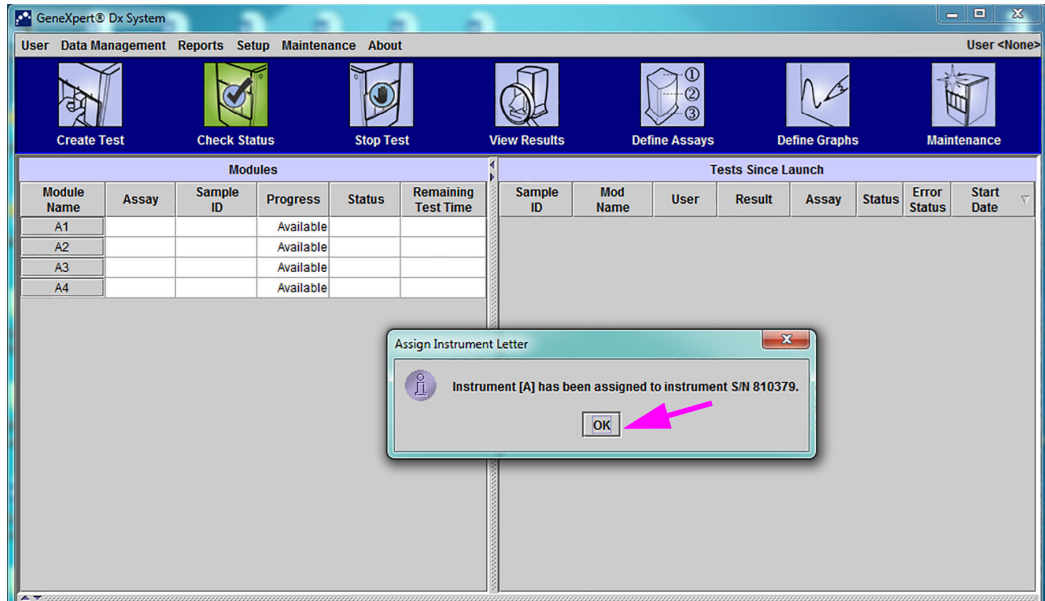 GeneXpert® Dx System
User Data Management Reports Setup Maintenance About User <None>
Create Test Check Status Stop Test View Results Define Assays Define Graphs Maintenance
Modules Tests Since Launch
Module Name Assay Sample ID Progress Status Remaining Test Time Sample ID Mod Name User Result Assay Status Error Status Start Date
A1 Available
A2 Available
A3 Available
A4 Available
Assign Instrument Letter
Instrument [A] has been assigned to instrument S/N 810379.
OK